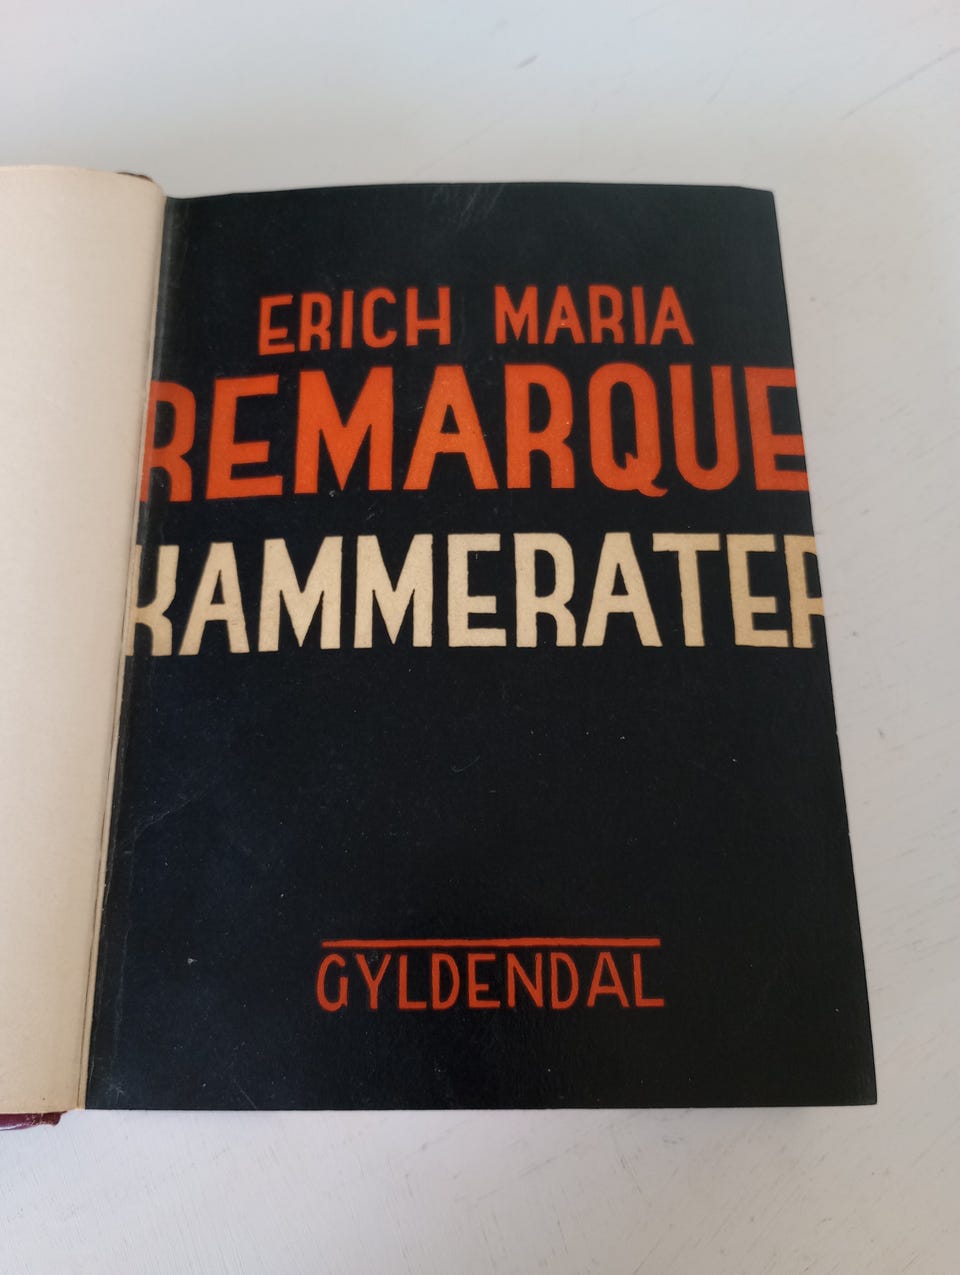 ERICH MARIA
REMARQUE
KAMMERATER
GYLDENDAL